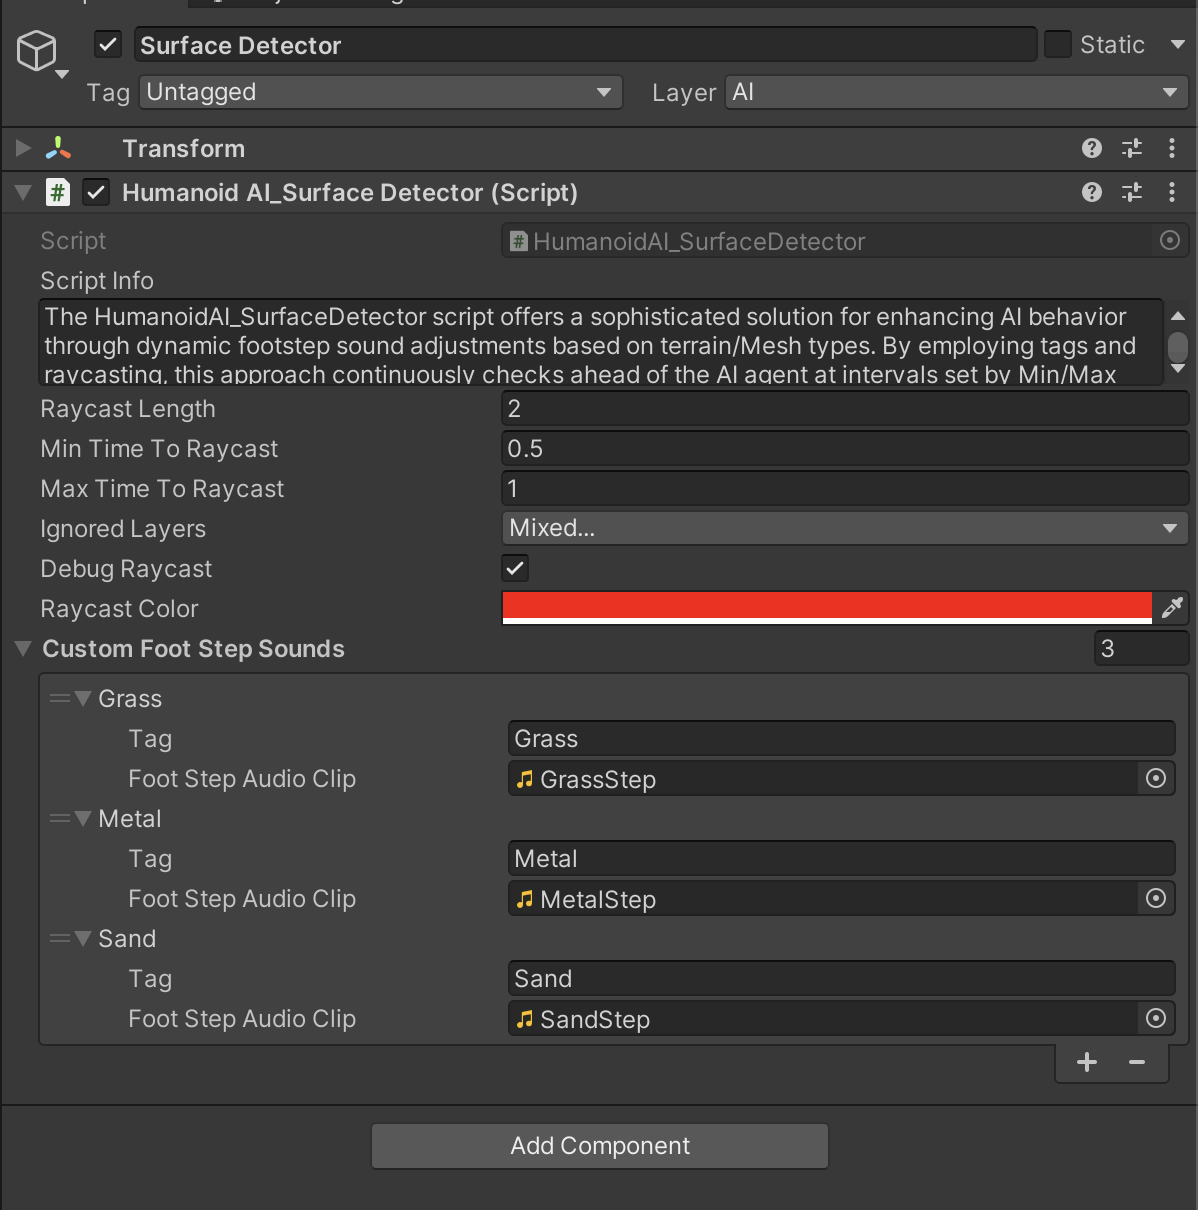 Surface Detector
Static
Tag Untagged Layer AI
Transform
# Humanoid AI_Surface Detector (Script)
Script # HumanoidAI_SurfaceDetector
Script Info
The HumanoidAI_SurfaceDetector script offers a sophisticated solution for enhancing AI behavior
through dynamic footstep sound adjustments based on terrain/Mesh types. By employing tags and
raycasting, this approach continuously checks ahead of the AI agent at intervals set by Min/Max
Raycast Length 2
Min Time To Raycast 0.5
Max Time To Raycast 1
Ignored Layers Mixed...
Debug Raycast
Raycast Color
Custom Foot Step Sounds 3
Grass
Tag Grass
Foot Step Audio Clip GrassStep
Metal
Tag Metal
Foot Step Audio Clip MetalStep
Sand
Tag Sand
Foot Step Audio Clip SandStep
+ −
Add Component